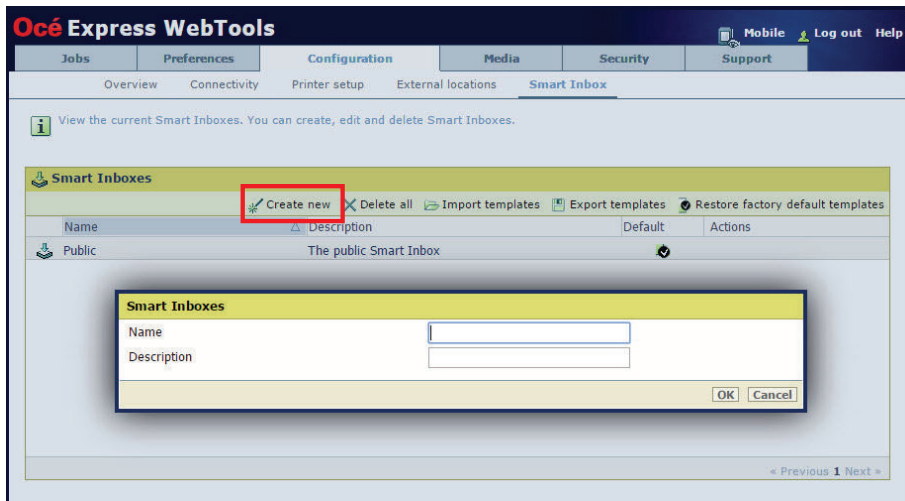 Océ Express WebTools
Mobile Log out Help
Jobs Preferences Configuration Media Security Support
Overview Connectivity Printer setup External locations Smart Inbox
i View the current Smart Inboxes. You can create, edit and delete Smart Inboxes.
Smart Inboxes
Create new Delete all Import templates Export templates Restore factory default templates
Name Description Default Actions
Public The public Smart Inbox
Smart Inboxes
Name
Description
OK Cancel
« Previous 1 Next »